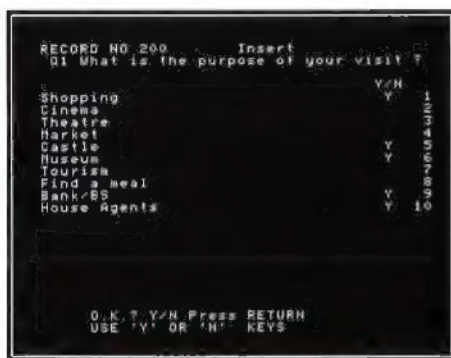 RECORD NO 200 Insert
Q1 What is the purpose of your visit ?
Y/N
Shopping Y 1
Cinema 2
Theatre 3
Market 4
Castle Y 5
Museum Y 6
Tourism 7
Find a meal 8
Bank/BS Y 9
House Agents Y 10
O.K.? Y/N Press RETURN
USE 'Y' OR 'N' KEYS